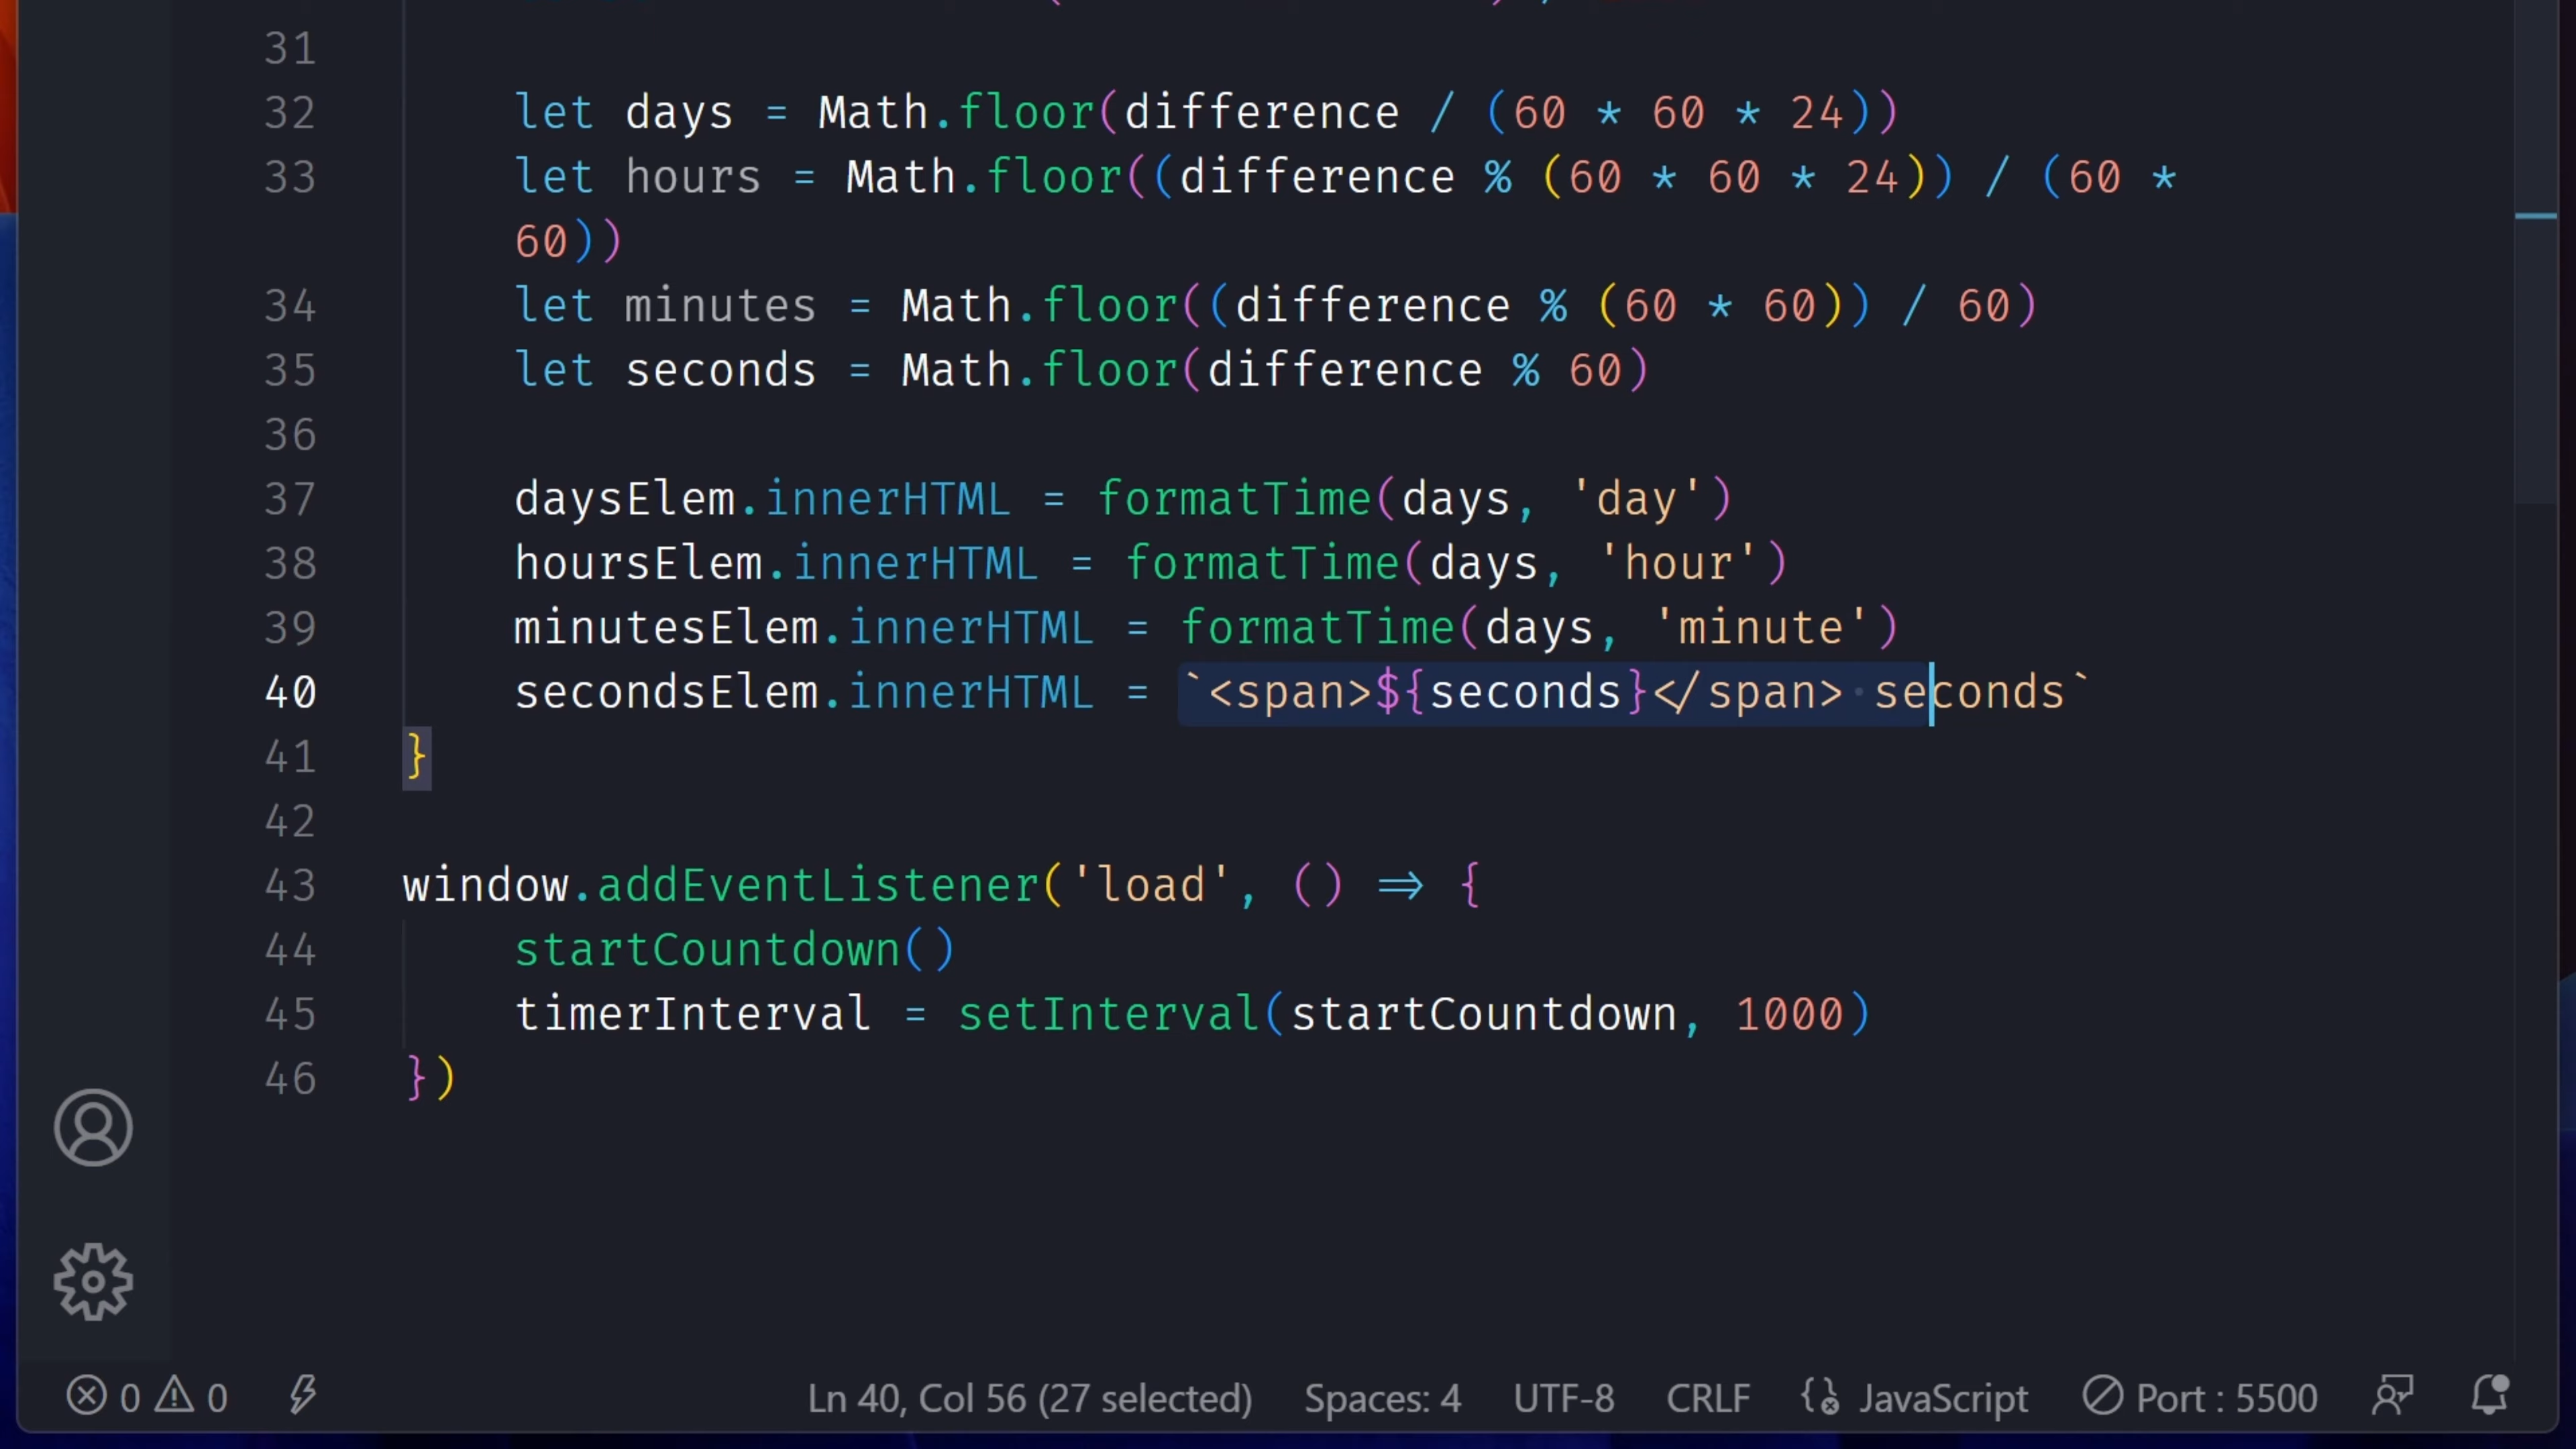 31
32 let days = Math.floor(difference / (60 * 60 * 24))
33 let hours = Math.floor((difference % (60 * 60 * 24)) / (60 *
60))
34 let minutes = Math.floor((difference % (60 * 60)) / 60)
35 let seconds = Math.floor(difference % 60)
36
37 daysElem.innerHTML = formatTime(days, 'day')
38 hoursElem.innerHTML = formatTime(days, 'hour')
39 minutesElem.innerHTML = formatTime(days, 'minute')
40 secondsElem.innerHTML = `<span>${seconds}</span> seconds`
41 }
42
43 window.addEventListener('load', () => {
44 startCountdown()
45 timerInterval = setInterval(startCountdown, 1000)
46 })
0 0 Ln 40, Col 56 (27 selected) Spaces: 4 UTF-8 CRLF JavaScript Port : 5500